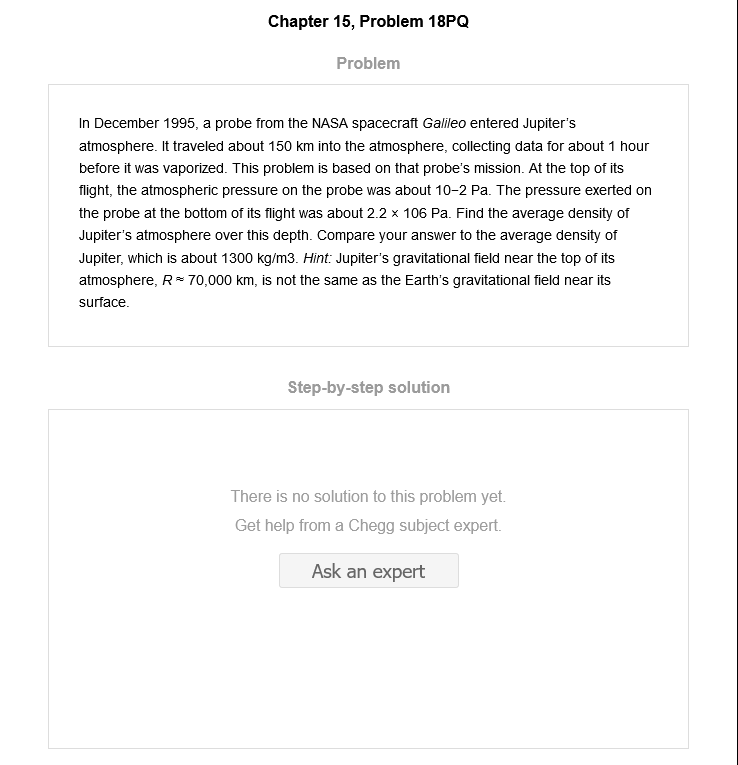 Chapter 15, Problem 18PQ
Problem
In December 1995, a probe from the NASA spacecraft Galileo entered Jupiter's
atmosphere. It traveled about 150 km into the atmosphere, collecting data for about 1 hour
before it was vaporized. This problem is based on that probe's mission. At the top of its
flight, the atmospheric pressure on the probe was about 10−2 Pa. The pressure exerted on
the probe at the bottom of its flight was about 2.2 × 106 Pa. Find the average density of
Jupiter's atmosphere over this depth. Compare your answer to the average density of
Jupiter, which is about 1300 kg/m3. Hint: Jupiter's gravitational field near the top of its
atmosphere, R ≈ 70,000 km, is not the same as the Earth's gravitational field near its
surface.
Step-by-step solution
There is no solution to this problem yet.
Get help from a Chegg subject expert.
Ask an expert